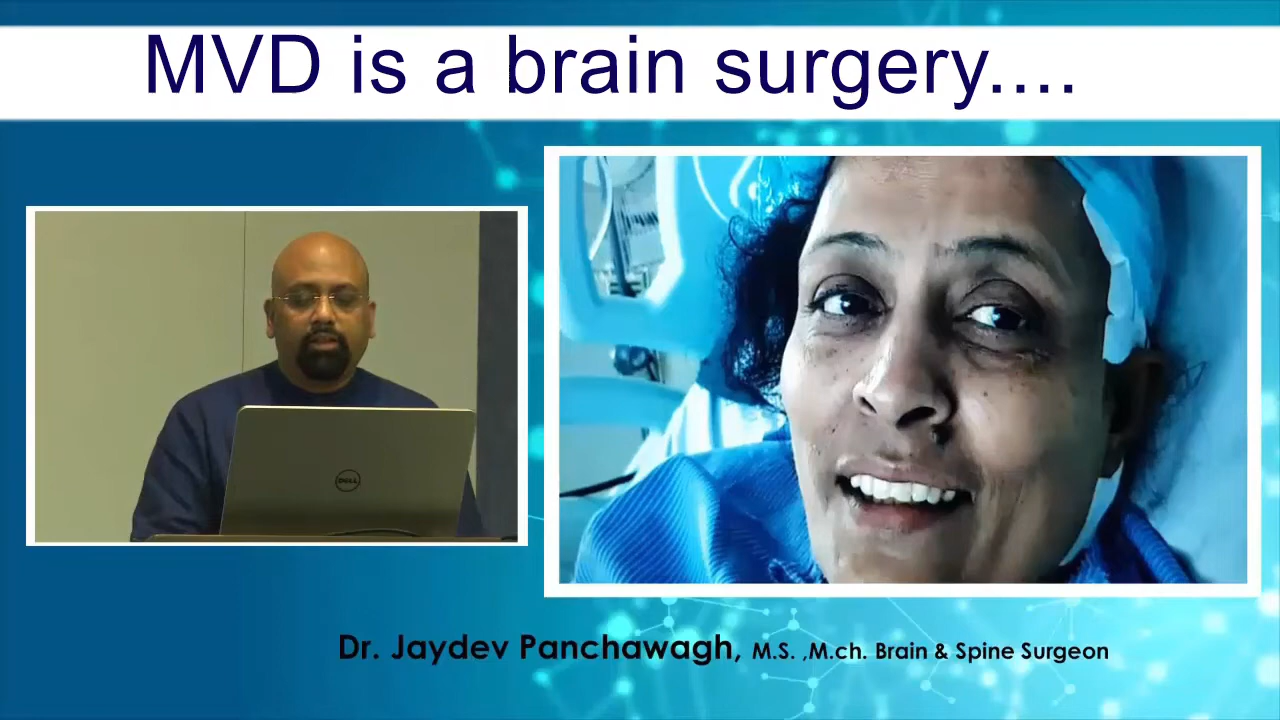 MVD is a brain surgery....
DELL
Dr. Jaydev Panchawagh, M.S. ,M.ch. Brain & Spine Surgeon